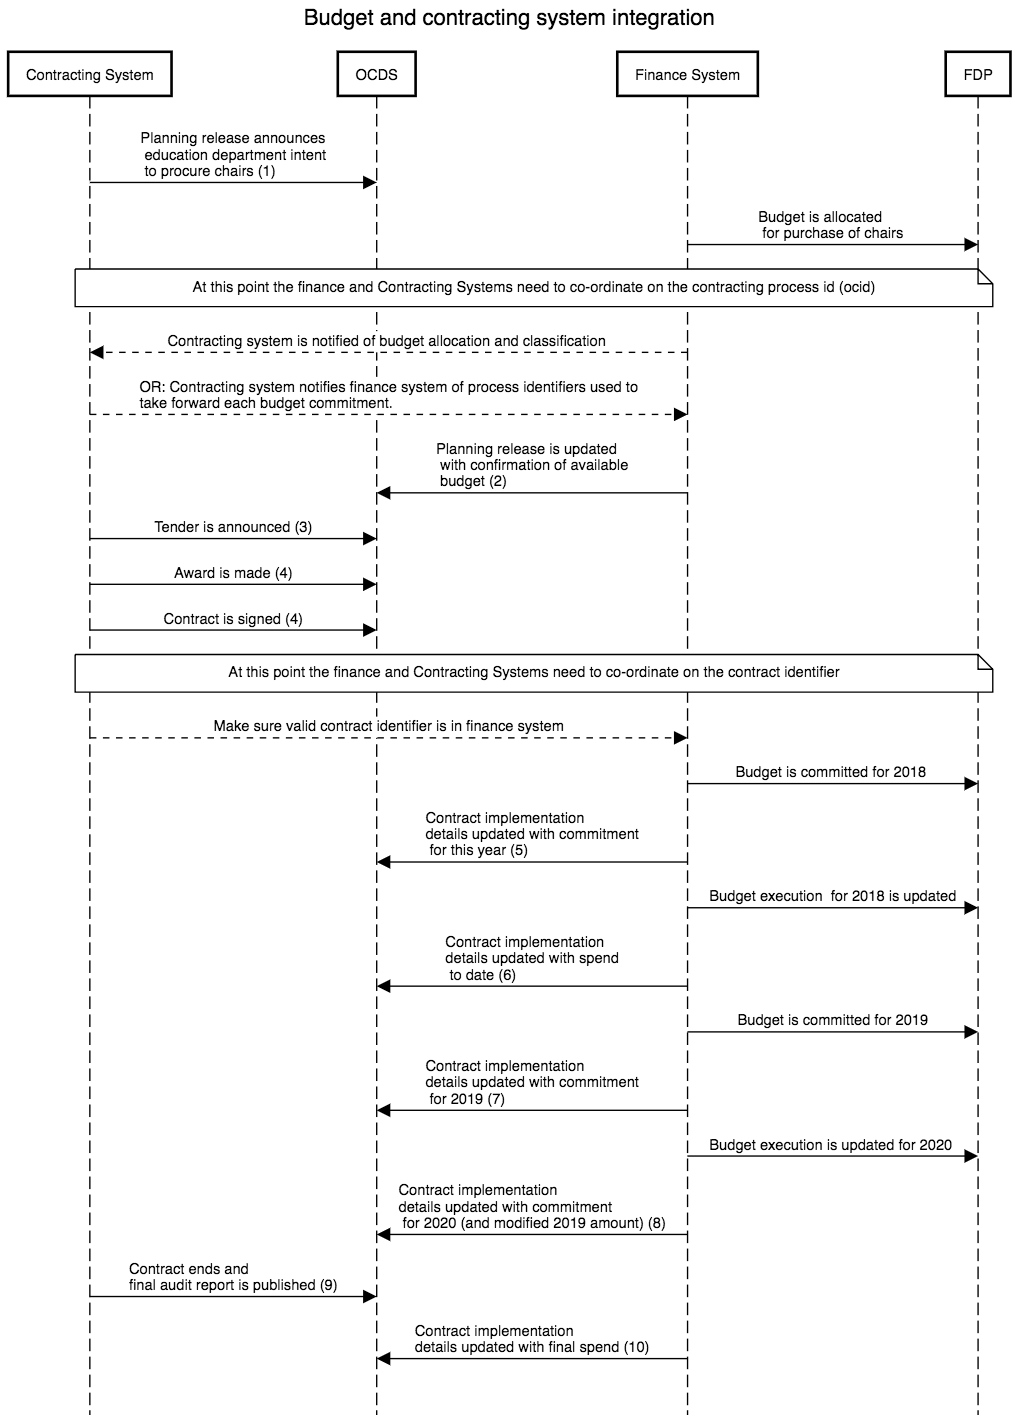 Budget and contracting system integration
Contracting System
OCDS
Finance System
FDP
Planning release announces
education department intent
to procure chairs (1)
Budget is allocated
for purchase of chairs
At this point the finance and Contracting Systems need to co-ordinate on the contracting process id (ocid)
Contracting system is notified of budget allocation and classification
OR: Contracting system notifies finance system of process identifiers used to
take forward each budget commitment.
Planning release is updated
with confirmation of available
budget (2)
Tender is announced (3)
Award is made (4)
Contract is signed (4)
At this point the finance and Contracting Systems need to co-ordinate on the contract identifier
Make sure valid contract identifier is in finance system
Budget is committed for 2018
Contract implementation
details updated with commitment
for this year (5)
Budget execution  for 2018 is updated
Contract implementation
details updated with spend
to date (6)
Budget is committed for 2019
Contract implementation
details updated with commitment
for 2019 (7)
Budget execution is updated for 2020
Contract implementation
details updated with commitment
for 2020 (and modified 2019 amount) (8)
Contract ends and
final audit report is published (9)
Contract implementation
details updated with final spend (10)